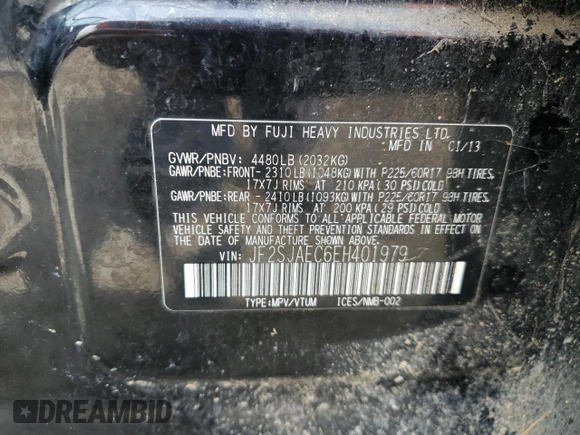 MFD BY FUJI HEAVY INDUSTRIES LTD.
MFD IN 01/13
GVWR/PNBV: 4480LB(2032KG)
GAWR/PNBE:FRONT- 2310LB(1048KG)WITH P225/60R17 98H TIRES,
17X7J RIMS AT 210 KPA(30 PSI)COLD
GAWR/PNBE:REAR - 2410LB(1093KG)WITH P225/60R17 98H TIRES,
17X7J RIMS AT 200 KPA(29 PSI)COLD
THIS VEHICLE CONFORMS TO ALL APPLICABLE FEDERAL MOTOR
VEHICLE SAFETY AND THEFT PREVENTION STANDARDS IN EFFECT
ON THE DATE OF MANUFACTURE SHOWN ABOVE.
VIN: JF2SJAEC6EH401979
TYPE:MPV/VTUM ICES/NMB-002
DREAMBID